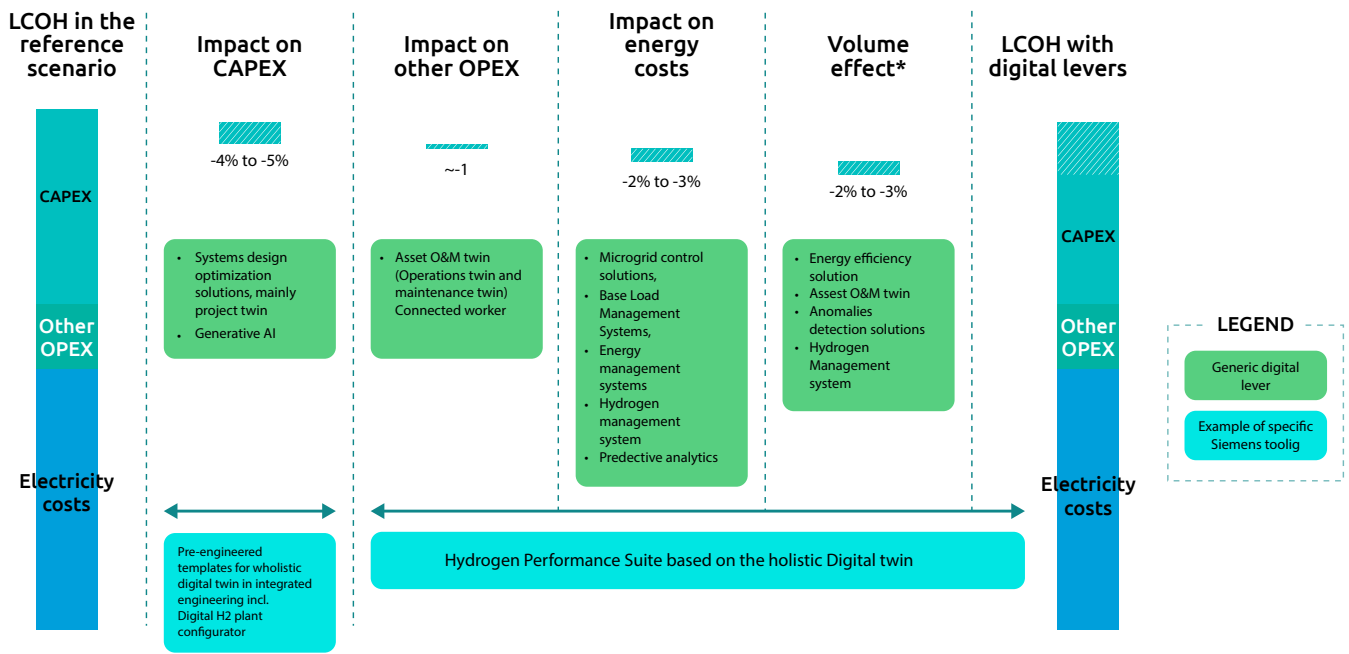 LCOH in the
reference
scenario
Impact on
CAPEX
Impact on
other OPEX
Impact on
energy
costs
Volume
effect*
LCOH with
digital levers
CAPEX
Other
OPEX
Electricity
costs
-4% to -5%
~-1
-2% to -3%
-2% to -3%
• Systems design
optimization
solutions, mainly
project twin
• Generative AI
• Asset O&M twin
(Operations twin and
maintenance twin)
Connected worker
• Microgrid control
solutions,
• Base Load
Management
Systems,
• Energy
management
systems
• Hydrogen
management
system
• Predective analytics
• Energy efficiency
solution
• Assest O&M twin
• Anomalies
detection solutions
• Hydrogen
Management
system
CAPEX
Other
OPEX
Electricity
costs
LEGEND
Generic digital
lever
Example of specific
Siemens toolig
Pre-engineered
templates for wholistic
digital twin in integrated
engineering incl.
Digital H2 plant
configurator
Hydrogen Performance Suite based on the holistic Digital twin